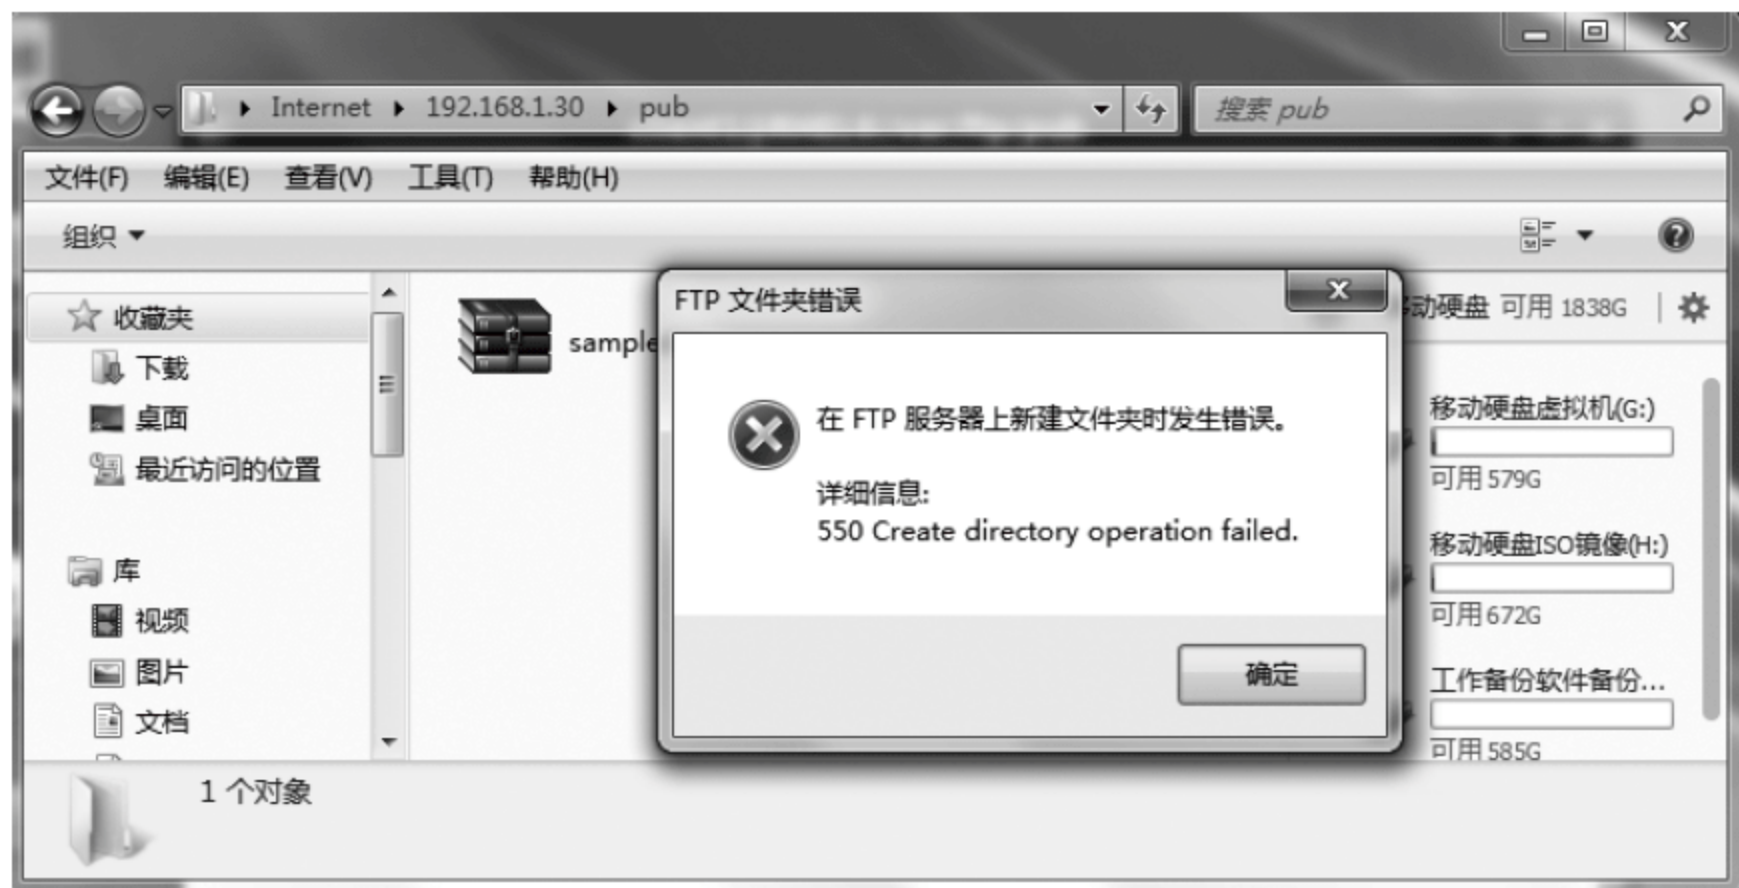 Internet 192.168.1.30 pub
搜索 pub
文件(F) 编辑(E) 查看(V) 工具(T) 帮助(H)
组织
收藏夹
下载
桌面
最近访问的位置
库
视频
图片
文档
sample
FTP 文件夹错误
在 FTP 服务器上新建文件夹时发生错误。
详细信息:
550 Create directory operation failed.
确定
移动硬盘 可用 1838G
移动硬盘虚拟机(G:)
可用 579G
移动硬盘ISO镜像(H:)
可用 672G
工作备份软件备份...
可用 585G
1 个对象